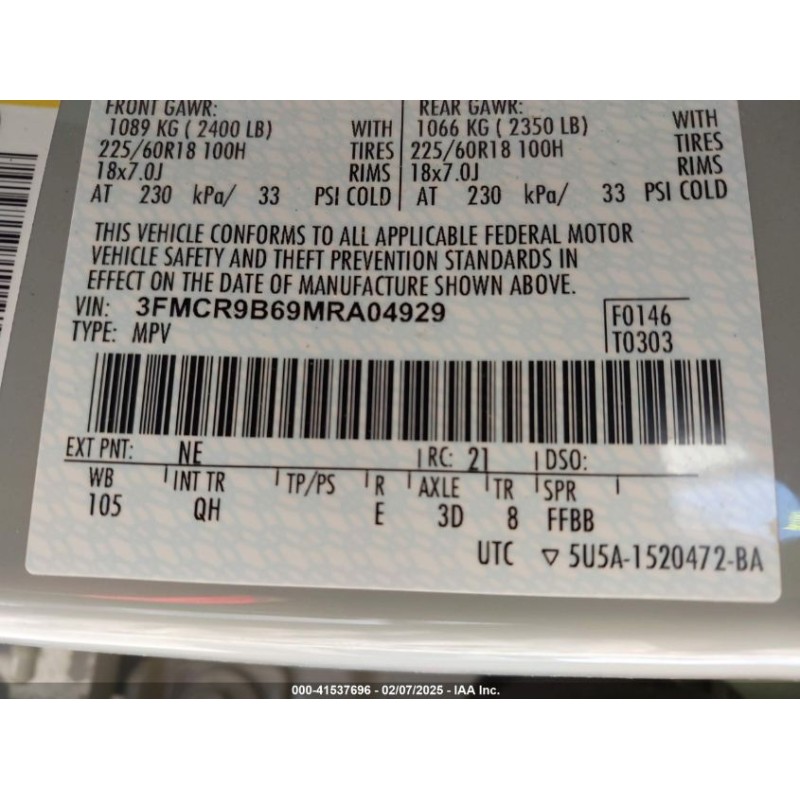 FRONT GAWR: REAR GAWR:
1089 KG ( 2400 LB) WITH 1066 KG ( 2350 LB) WITH
225/60R18 100H TIRES 225/60R18 100H TIRES
18x7.0J RIMS 18x7.0J RIMS
AT 230 kPa/ 33 PSI COLD AT 230 kPa/ 33 PSI COLD
THIS VEHICLE CONFORMS TO ALL APPLICABLE FEDERAL MOTOR
VEHICLE SAFETY AND THEFT PREVENTION STANDARDS IN
EFFECT ON THE DATE OF MANUFACTURE SHOWN ABOVE.
VIN: 3FMCR9B69MRA04929 F0146
TYPE: MPV T0303
EXT PNT: NE RC: 21 DSO:
WB INT TR TP/PS R AXLE TR SPR
105 QH E 3D 8 FFBB
UTC ▽ 5U5A-1520472-BA
000-41537696 - 02/07/2025 - IAA Inc.